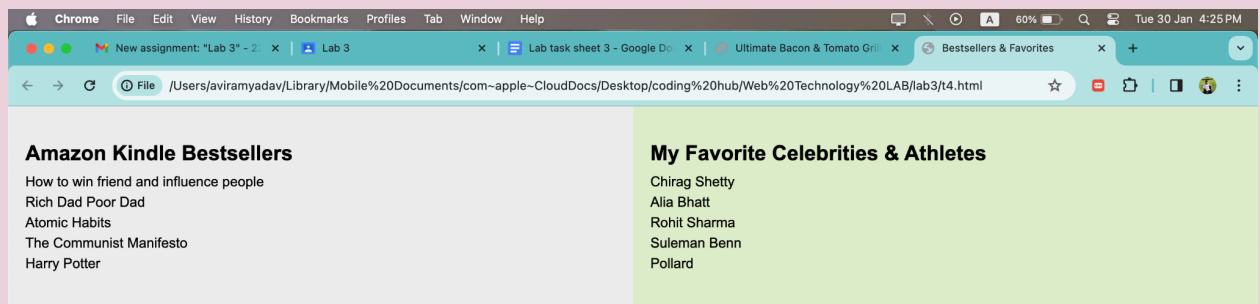 Chrome File Edit View History Bookmarks Profiles Tab Window Help A 60% Tue 30 Jan 4:25 PM
New assignment: "Lab 3" - 2 Lab 3 Lab task sheet 3 - Google Do Ultimate Bacon & Tomato Gril Bestsellers & Favorites
File /Users/aviramyadav/Library/Mobile%20Documents/com~apple~CloudDocs/Desktop/coding%20hub/Web%20Technology%20LAB/lab3/t4.html
Amazon Kindle Bestsellers
How to win friend and influence people
Rich Dad Poor Dad
Atomic Habits
The Communist Manifesto
Harry Potter
My Favorite Celebrities & Athletes
Chirag Shetty
Alia Bhatt
Rohit Sharma
Suleman Benn
Pollard